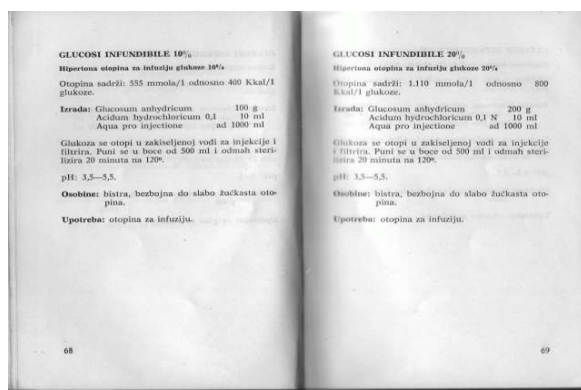 GLUCOSI INFUNDIBILE 10%
Hipertona otopina za infuziju glukoze 10%
Otopina sadrži: 555 mmola/l odnosno 400 Kkal/l
glukoze.
Izrada: Glucosum anhydricum 100 g
Acidum hydrochloricum 0,1 10 ml
Aqua pro injectione ad 1000 ml
Glukoza se otopi u zakiseljenoj vodi za injekcije i
filtrira. Puni se u boce od 500 ml i odmah steri-
lizira 20 minuta na 120°.
pH: 3,5—5,5.
Osobine: bistra, bezbojna do slabo žućkasta oto-
pina.
Upotreba: otopina za infuziju.
68
GLUCOSI INFUNDIBILE 20%
Hipertona otopina za infuziju glukoze 20%
Otopina sadrži: 1.110 mmola/l odnosno 800
Kkal/l glukoze.
Izrada: Glucosum anhydricum 200 g
Acidum hydrochloricum 0,1 N 10 ml
Aqua pro injectione ad 1000 ml
Glukoza se otopi u zakiseljenoj vodi za injekcije
i filtrira. Puni se u boce od 500 ml i odmah steri-
lizira 20 minuta na 120°.
pH: 3,5—5,5.
Osobine: bistra, bezbojna do slabo žućkasta oto-
pina.
Upotreba: otopina za infuziju.
69